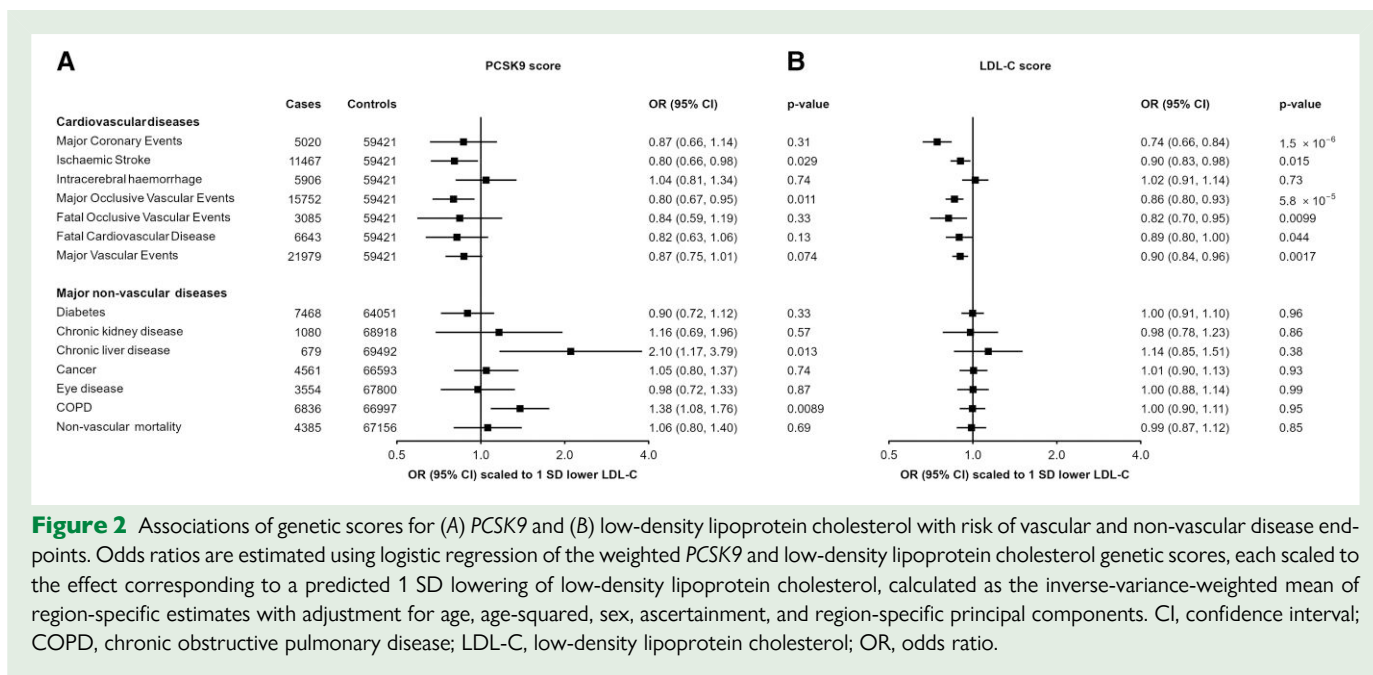 A PCSK9 score B LDL-C score
Cases Controls OR (95% CI) p-value OR (95% CI) p-value
Cardiovascular diseases
Major Coronary Events 5020 59421 0.87 (0.66, 1.14) 0.31 0.74 (0.66, 0.84) 1.5 × 10⁻⁶
Ischaemic Stroke 11467 59421 0.80 (0.66, 0.98) 0.029 0.90 (0.83, 0.98) 0.015
Intracerebral haemorrhage 5906 59421 1.04 (0.81, 1.34) 0.74 1.02 (0.91, 1.14) 0.73
Major Occlusive Vascular Events 15752 59421 0.80 (0.67, 0.95) 0.011 0.86 (0.80, 0.93) 5.8 × 10⁻⁵
Fatal Occlusive Vascular Events 3085 59421 0.84 (0.59, 1.19) 0.33 0.82 (0.70, 0.95) 0.0099
Fatal Cardiovascular Disease 6643 59421 0.82 (0.63, 1.06) 0.13 0.89 (0.80, 1.00) 0.044
Major Vascular Events 21979 59421 0.87 (0.75, 1.01) 0.074 0.90 (0.84, 0.96) 0.0017
Major non-vascular diseases
Diabetes 7468 64051 0.90 (0.72, 1.12) 0.33 1.00 (0.91, 1.10) 0.96
Chronic kidney disease 1080 68918 1.16 (0.69, 1.96) 0.57 0.98 (0.78, 1.23) 0.86
Chronic liver disease 679 69492 2.10 (1.17, 3.79) 0.013 1.14 (0.85, 1.51) 0.38
Cancer 4561 66593 1.05 (0.80, 1.37) 0.74 1.01 (0.90, 1.13) 0.93
Eye disease 3554 67800 0.98 (0.72, 1.33) 0.87 1.00 (0.88, 1.14) 0.99
COPD 6836 66997 1.38 (1.08, 1.76) 0.0089 1.00 (0.90, 1.11) 0.95
Non-vascular mortality 4385 67156 1.06 (0.80, 1.40) 0.69 0.99 (0.87, 1.12) 0.85
0.5 1.0 2.0 4.0 0.5 1.0 2.0 4.0
OR (95% CI) scaled to 1 SD lower LDL-C OR (95% CI) scaled to 1 SD lower LDL-C
Figure 2 Associations of genetic scores for (A) PCSK9 and (B) low-density lipoprotein cholesterol with risk of vascular and non-vascular disease end-
points. Odds ratios are estimated using logistic regression of the weighted PCSK9 and low-density lipoprotein cholesterol genetic scores, each scaled to
the effect corresponding to a predicted 1 SD lowering of low-density lipoprotein cholesterol, calculated as the inverse-variance-weighted mean of
region-specific estimates with adjustment for age, age-squared, sex, ascertainment, and region-specific principal components. CI, confidence interval;
COPD, chronic obstructive pulmonary disease; LDL-C, low-density lipoprotein cholesterol; OR, odds ratio.